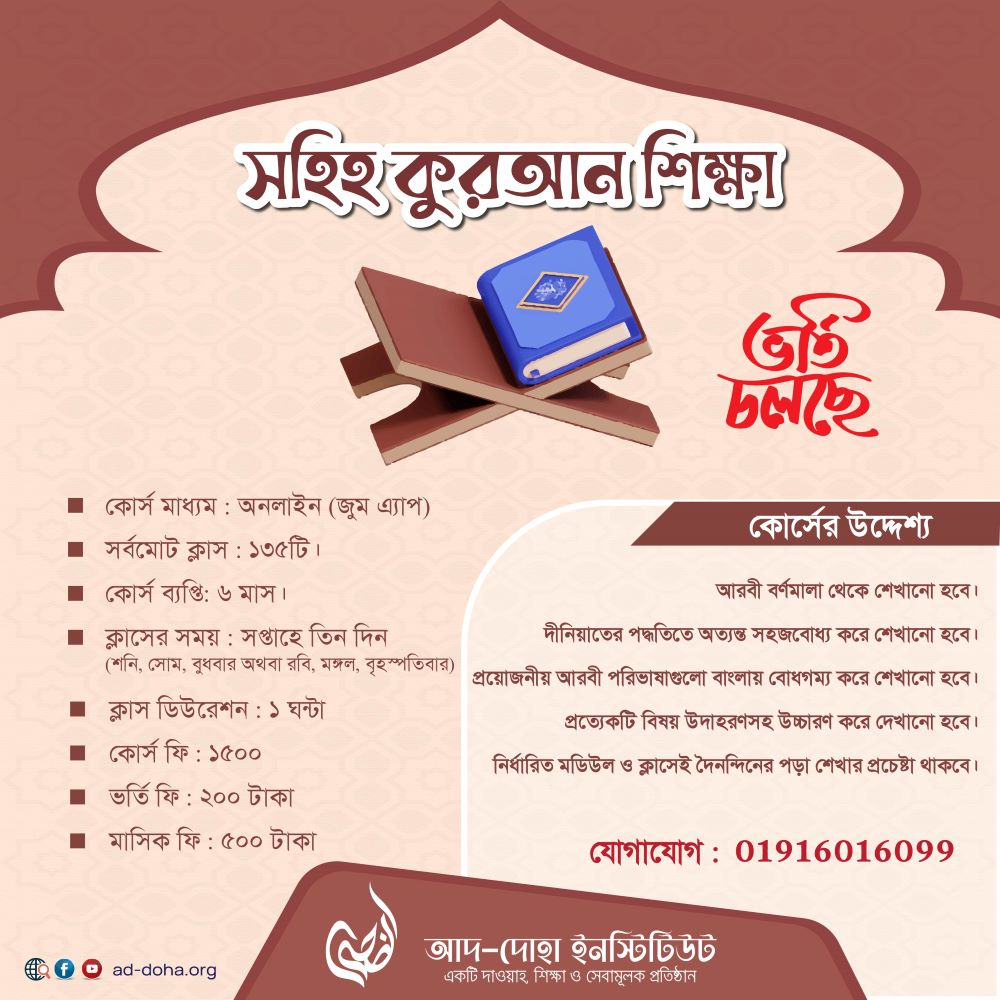 সহিহ কুরআন শিক্ষা
ভর্তি
চলছে
কোর্স মাধ্যম : অনলাইন (জুম এ্যাপ)
সর্বমোট ক্লাস : ১৩৫টি।
কোর্স ব্যপ্তি: ৬ মাস।
ক্লাসের সময় : সপ্তাহে তিন দিন
(শনি, সোম, বুধবার অথবা রবি, মঙ্গল, বৃহস্পতিবার)
ক্লাস ডিউরেশন : ১ ঘন্টা
কোর্স ফি : ১৫০০
ভর্তি ফি : ২০০ টাকা
মাসিক ফি : ৫০০ টাকা
কোর্সের উদ্দেশ্য
আরবী বর্ণমালা থেকে শেখানো হবে।
দীনিয়াতের পদ্ধতিতে অত্যন্ত সহজবোধ্য করে শেখানো হবে।
প্রয়োজনীয় আরবী পরিভাষাগুলো বাংলায় বোধগম্য করে শেখানো হবে।
প্রত্যেকটি বিষয় উদাহরণসহ উচ্চারণ করে দেখানো হবে।
নির্ধারিত মডিউল ও ক্লাসেই দৈনন্দিনের পড়া শেখার প্রচেষ্টা থাকবে।
যোগাযোগ : 01916016099
আদ-দোহা ইনস্টিটিউট
একটি দাওয়াহ, শিক্ষা ও সেবামূলক প্রতিষ্ঠান
ad-doha.org